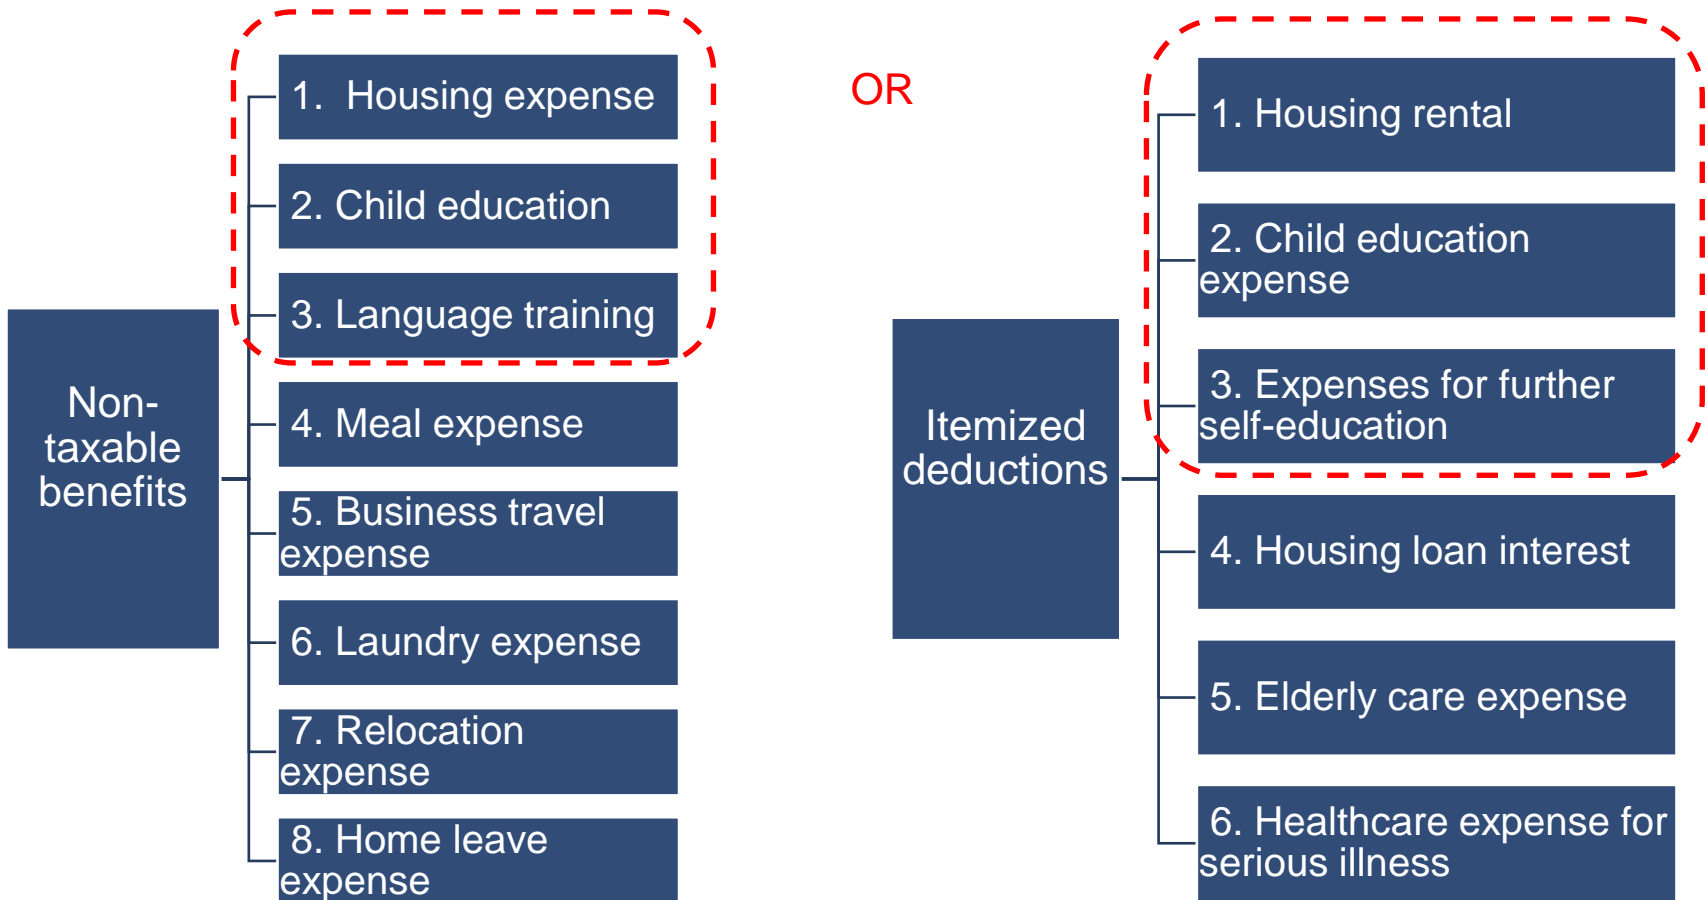 Non-
taxable
benefits
1. Housing expense
2. Child education
3. Language training
4. Meal expense
5. Business travel
expense
6. Laundry expense
7. Relocation
expense
8. Home leave
expense
OR
Itemized
deductions
1. Housing rental
2. Child education
expense
3. Expenses for further
self-education
4. Housing loan interest
5. Elderly care expense
6. Healthcare expense for
serious illness